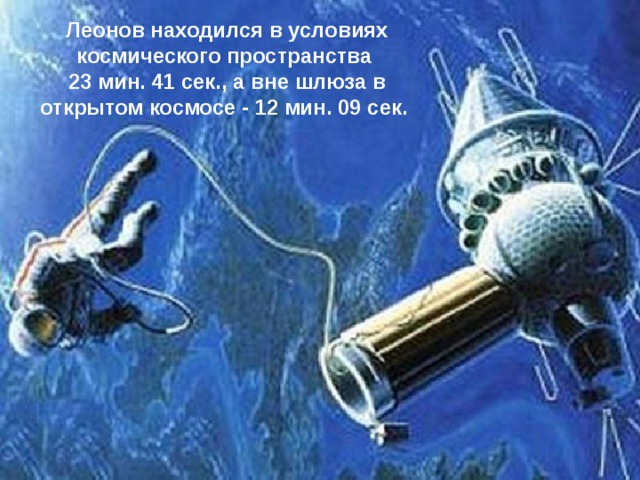 Леонов находился в условиях
космического пространства
23 мин. 41 сек., а вне шлюза в
открытом космосе - 12 мин. 09 сек.